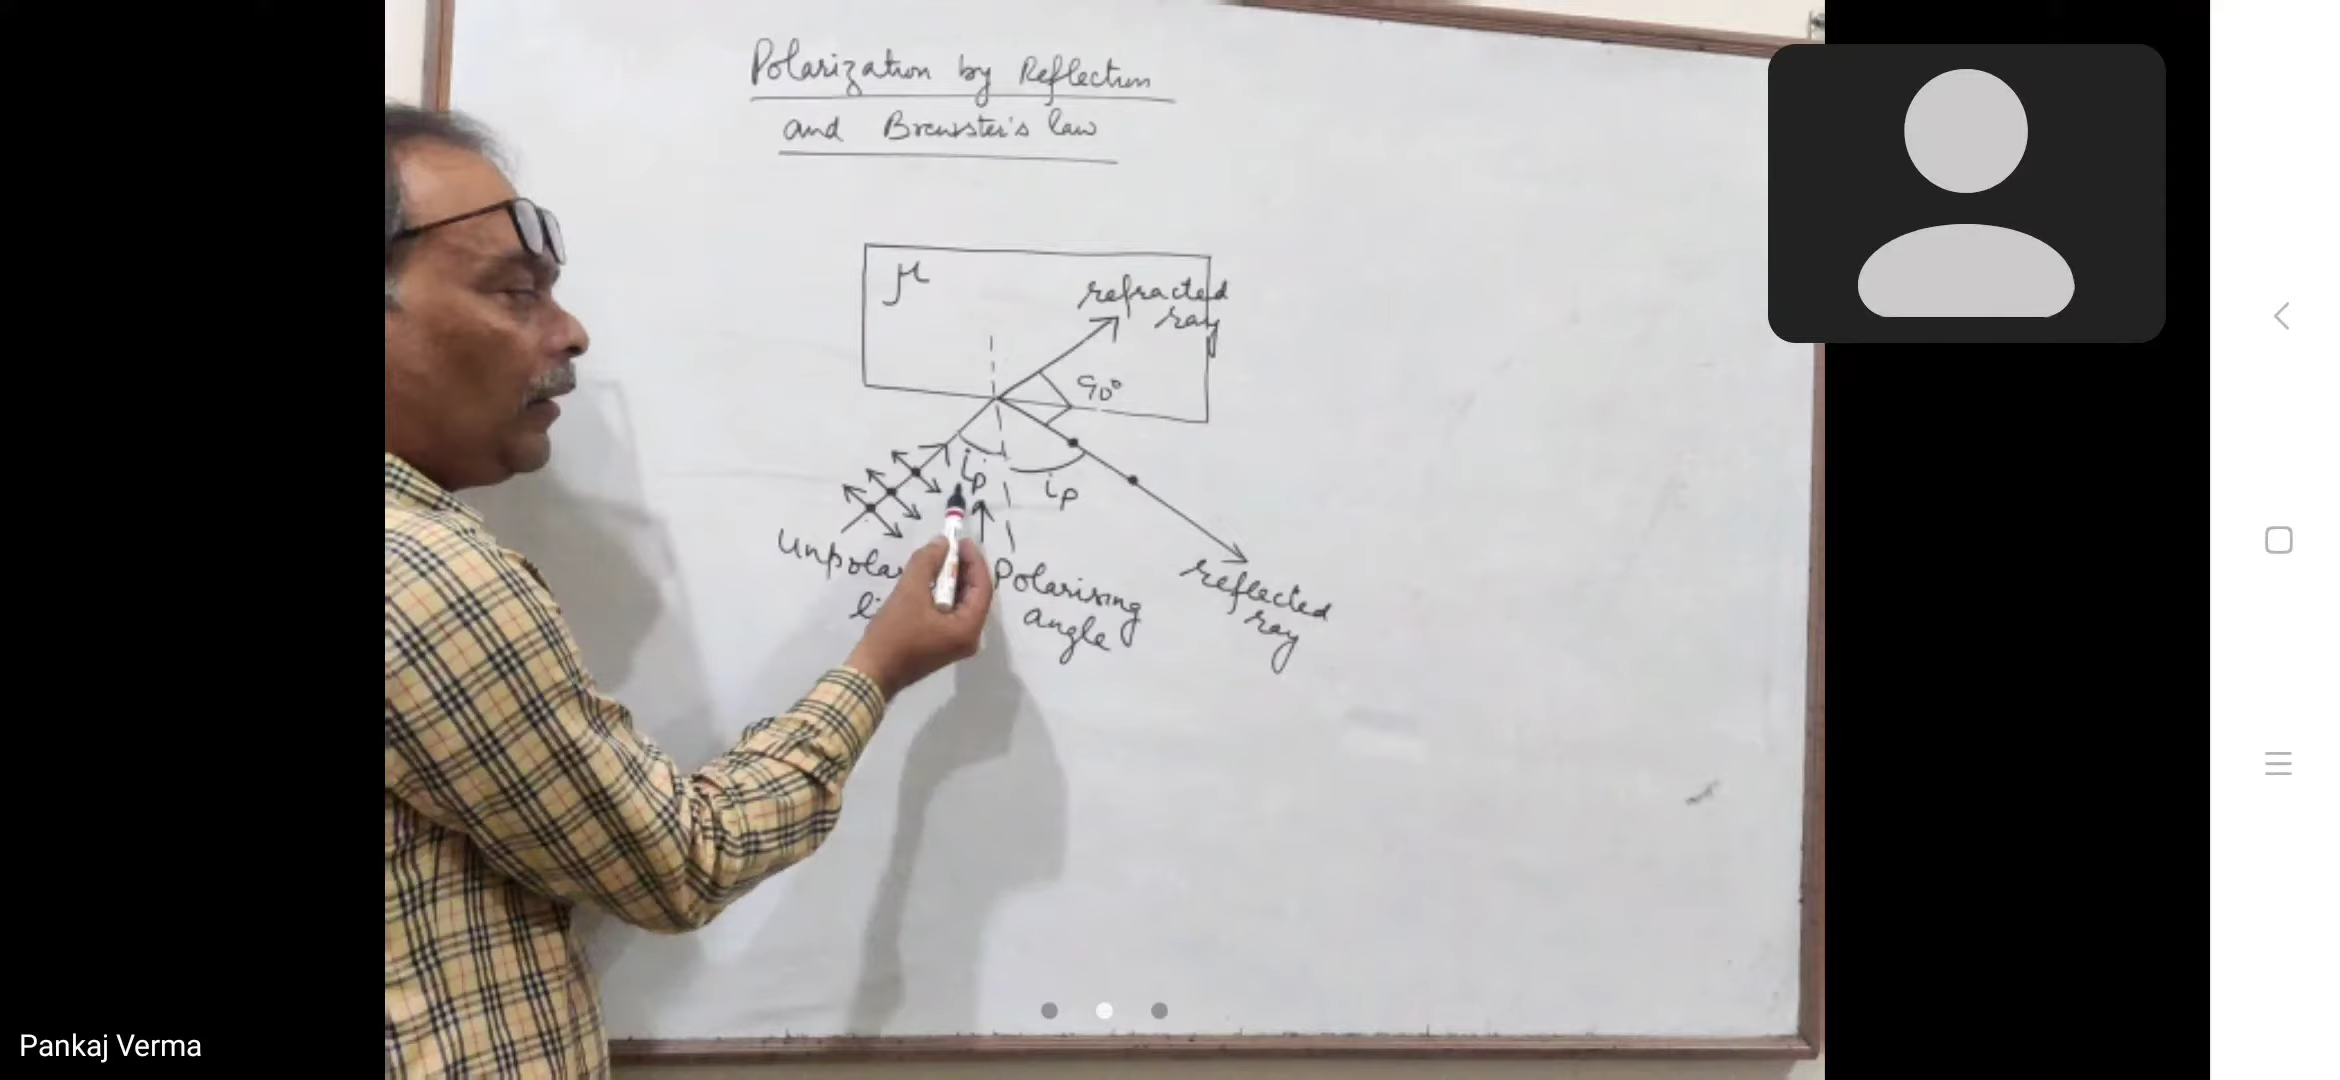 Polarization by Reflection
and Brewster's law
μ
refracted
ray
90°
ip
ip
Polarising
angle
reflected
ray
Pankaj Verma